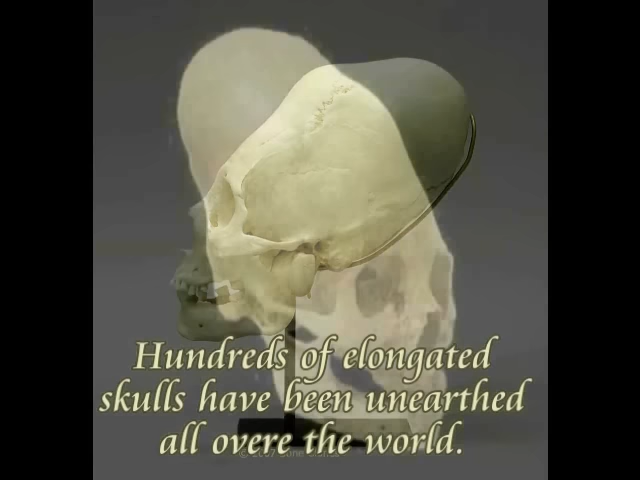 Hundreds of elongated
skulls have been unearthed
all overe the world.